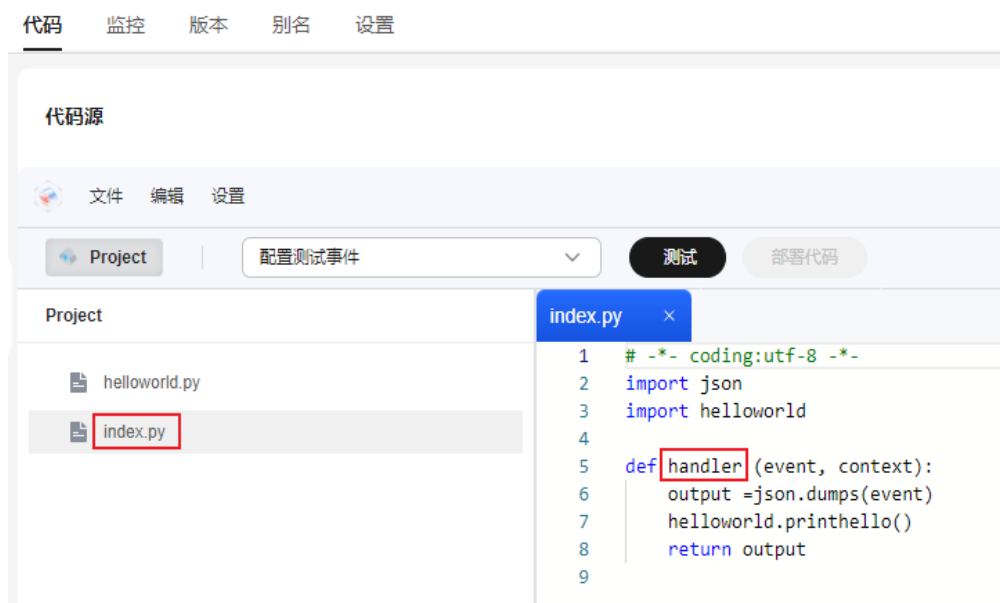 代码 监控 版本 别名 设置
代码源
文件 编辑 设置
Project 配置测试事件 测试 部署代码
Project
index.py ×
helloworld.py
index.py
1 # -*- coding:utf-8 -*-
2 import json
3 import helloworld
4
5 def handler (event, context):
6     output =json.dumps(event)
7     helloworld.printhello()
8     return output
9